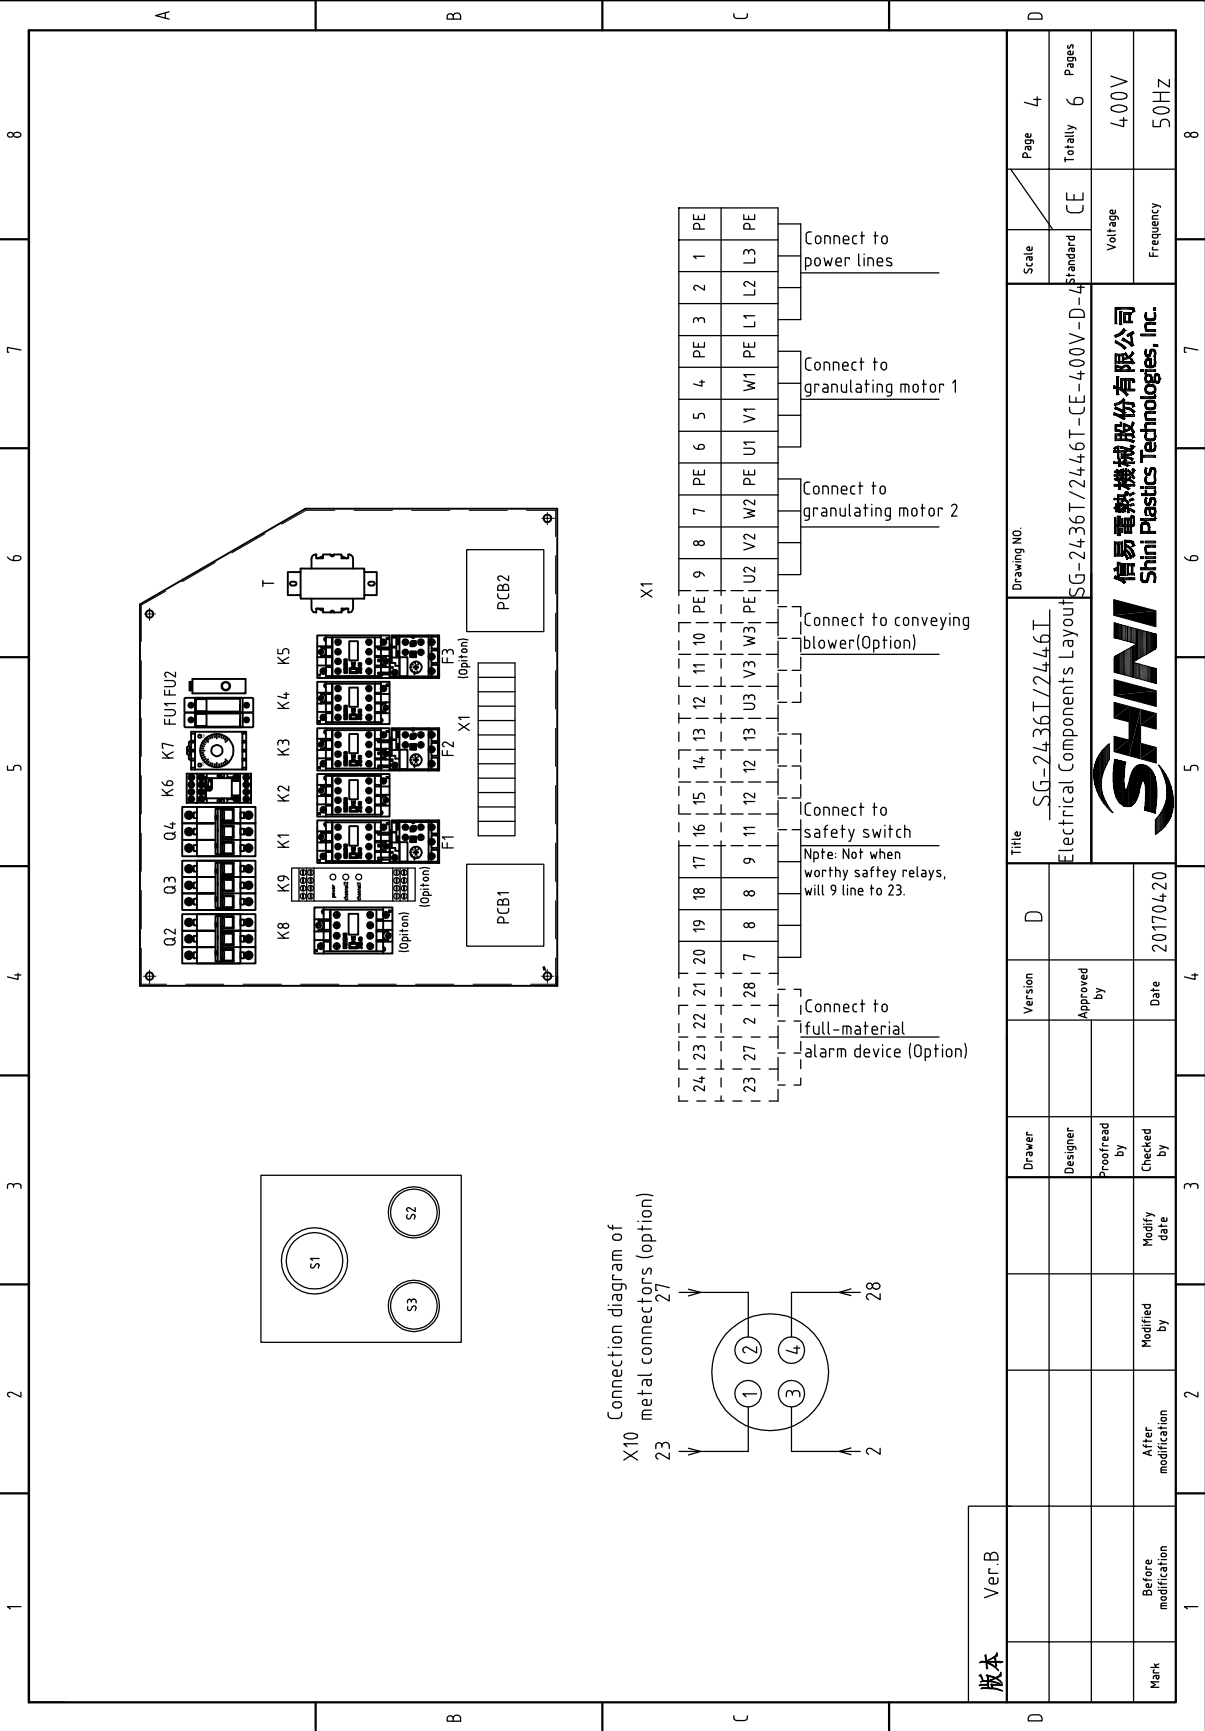 1
2
3
4
5
6
7
8
A
B
C
D
Q2
Q3
Q4
K6
K7
FU1 FU2
K8
K9
K1
K2
K3
K4
K5
T
power
channel2
channel1
(Opiton)
(Opiton)
F1
F2
F3
(Opiton)
X1
PCB1
PCB2
S1
S3
S2
X10
Connection diagram of
metal connectors (option)
23
27
1
2
3
4
2
28
X1
24 23 22 21 20 19 18 17 16 15 14 13 12 11 10 PE 9 8 7 PE 6 5 4 PE 3 2 1 PE
23 27 2 28 7 8 8 9 11 12 12 13 U3 V3 W3 PE U2 V2 W2 PE U1 V1 W1 PE L1 L2 L3 PE
Connect to
full-material
alarm device (Option)
Connect to
safety switch
Npte: Not when
worthy saftey relays,
will 9 line to 23.
Connect to conveying
blower(Option)
Connect to
granulating motor 2
Connect to
granulating motor 1
Connect to
power lines
版本
Ver.B
Mark
Before
modification
After
modification
Modified
by
Modify
date
Drawer
Designer
Proofread
by
Checked
by
Version
D
Approved
by
Date
20170420
Title
SG-2436T/2446T
Electrical Components Layout
Drawing NO.
SG-2436T/2446T-CE-400V-D-4
SHINI
信易電熱機械股份有限公司
Shini Plastics Technologies, Inc.
Scale
Page
4
Standard
CE
Totally
6
Pages
Voltage
400V
Frequency
50HZ
B
C
D
1
2
3
4
5
6
7
8